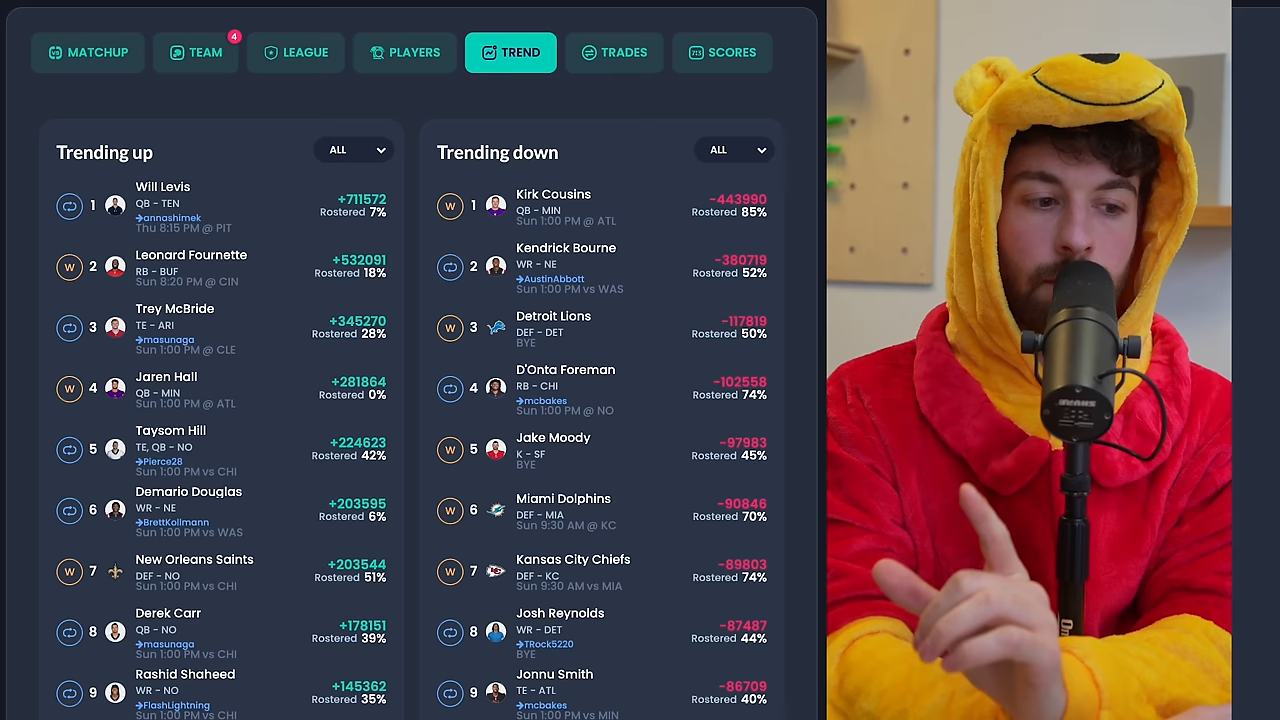 MATCHUP
TEAM
4
LEAGUE
PLAYERS
TREND
TRADES
SCORES
Trending up
ALL
Will Levis
1
QB - TEN
annashimek
Thu 8:15 PM @ PIT
+711572
Rostered 7%
Leonard Fournette
W
2
RB - BUF
Sun 8:20 PM @ CIN
+532091
Rostered 18%
Trey McBride
3
TE - ARI
masunaga
Sun 1:00 PM @ CLE
+345270
Rostered 28%
Jaren Hall
W
4
QB - MIN
Sun 1:00 PM @ ATL
+281864
Rostered 0%
Taysom Hill
5
TE, QB - NO
Pierce28
Sun 1:00 PM vs CHI
+224623
Rostered 42%
Demario Douglas
6
WR - NE
BrettKollmann
Sun 1:00 PM vs WAS
+203595
Rostered 6%
New Orleans Saints
W
7
DEF - NO
Sun 1:00 PM vs CHI
+203544
Rostered 51%
Derek Carr
8
QB - NO
masunaga
Sun 1:00 PM vs CHI
+178151
Rostered 39%
Rashid Shaheed
9
WR - NO
FlashLightning
Sun 1:00 PM vs CHI
+145362
Rostered 35%
Trending down
ALL
Kirk Cousins
W
1
QB - MIN
Sun 1:00 PM @ ATL
-443990
Rostered 85%
Kendrick Bourne
2
WR - NE
AustinAbbott
Sun 1:00 PM vs WAS
-380719
Rostered 52%
Detroit Lions
W
3
DEF - DET
BYE
-117819
Rostered 50%
D'Onta Foreman
4
RB - CHI
mcbakes
Sun 1:00 PM @ NO
-102558
Rostered 74%
Jake Moody
W
5
K - SF
BYE
-97983
Rostered 45%
Miami Dolphins
W
6
DEF - MIA
Sun 9:30 AM @ KC
-90846
Rostered 70%
Kansas City Chiefs
W
7
DEF - KC
Sun 9:30 AM vs MIA
-89803
Rostered 74%
Josh Reynolds
8
WR - DET
TRock5220
BYE
-87487
Rostered 44%
Jonnu Smith
9
TE - ATL
mcbakes
Sun 1:00 PM vs MIN
-86709
Rostered 40%